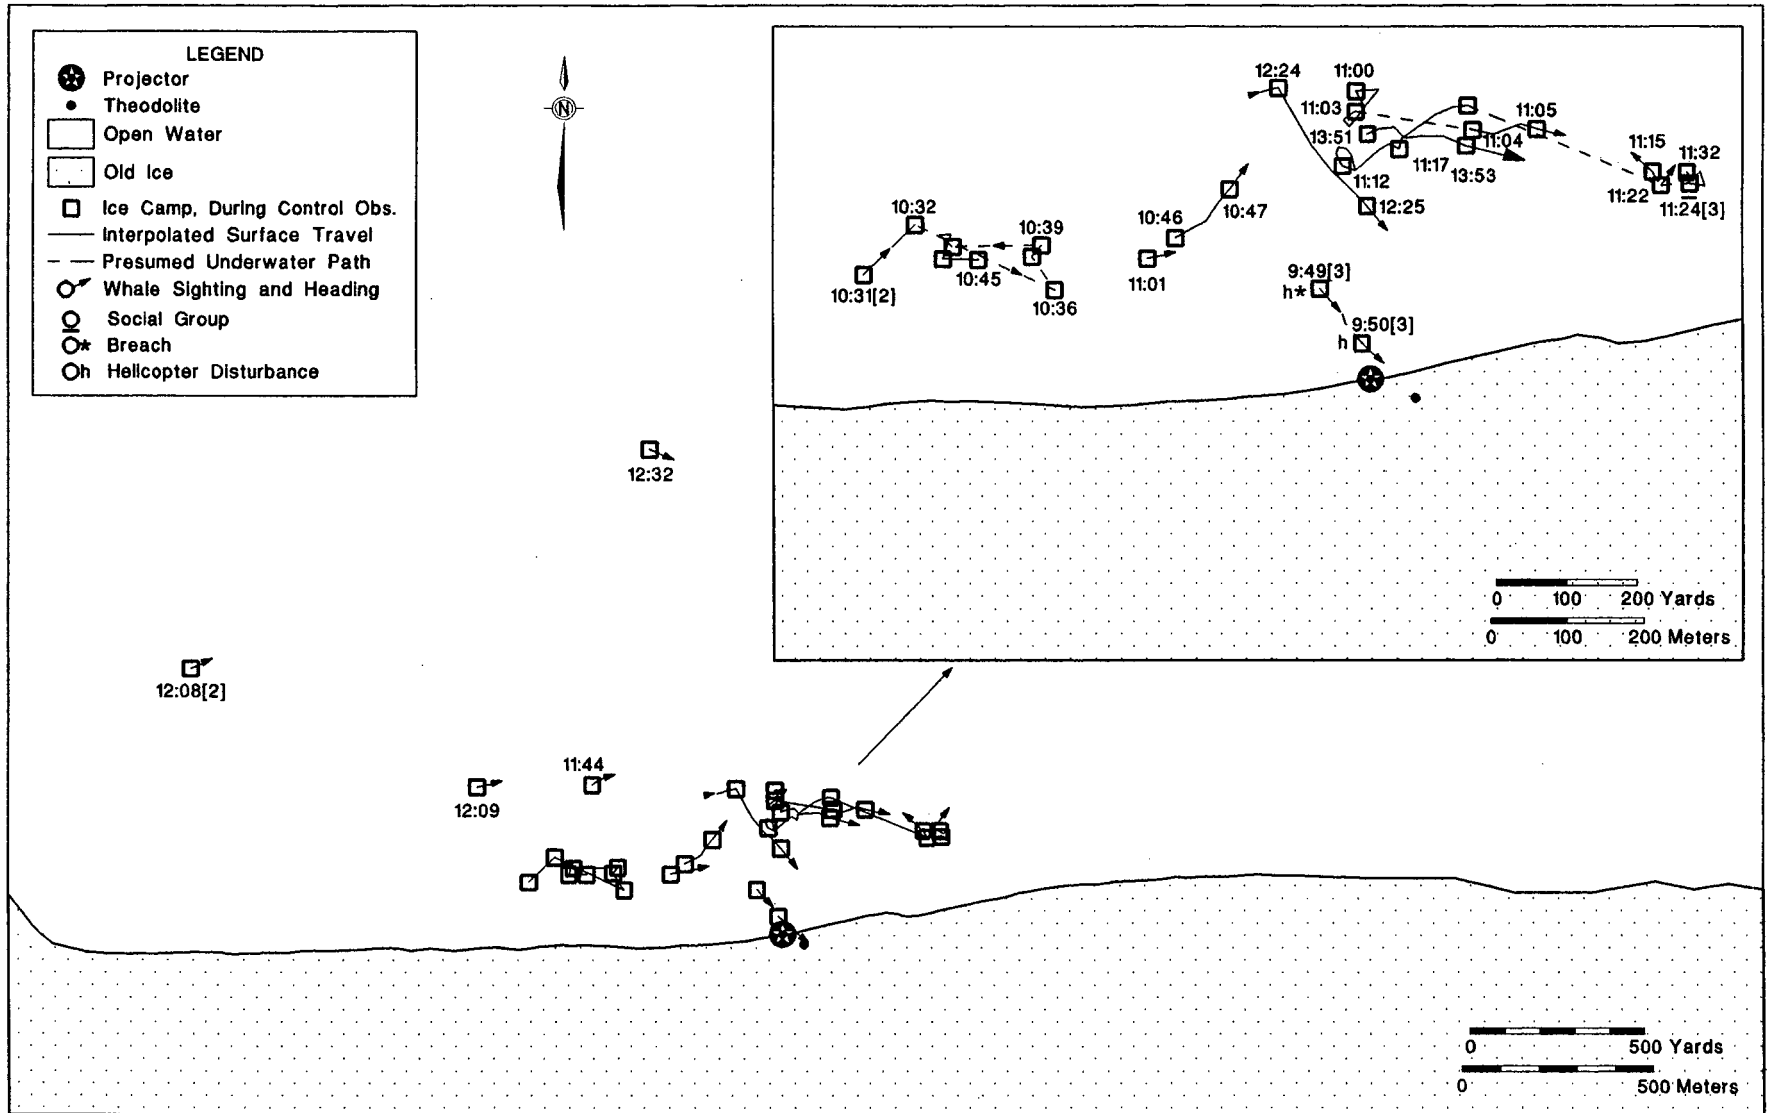 LEGEND
Projector
Theodolite
Open Water
Old Ice
Ice Camp, During Control Obs.
Interpolated Surface Travel
Presumed Underwater Path
Whale Sighting and Heading
Social Group
Breach
Helicopter Disturbance
N
12:24
11:00
11:03
11:05
13:51
11:04
11:15
11:32
11:12
11:17
13:53
11:22
11:24[3]
12:25
10:32
10:39
10:46
10:47
10:31[2]
10:45
10:36
11:01
9:49[3]
h*
9:50[3]
h
0 100 200 Yards
0 100 200 Meters
12:32
12:08[2]
11:44
12:09
0 500 Yards
0 500 Meters